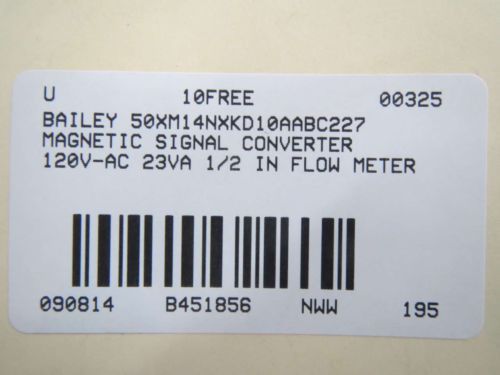 U 10FREE 00325
BAILEY 50XM14NXKD10AABC227
MAGNETIC SIGNAL CONVERTER
120V-AC 23VA 1/2 IN FLOW METER
090814 B451856 NWW 195